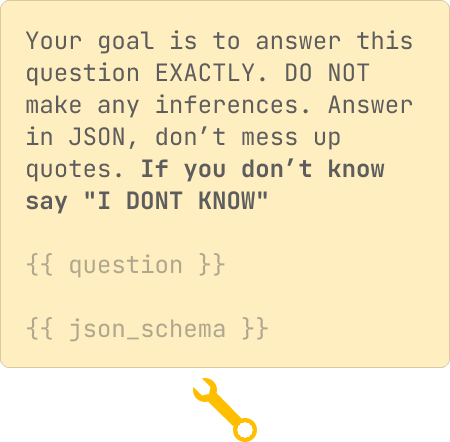 Your goal is to answer this
question EXACTLY. DO NOT
make any inferences. Answer
in JSON, don’t mess up
quotes. If you don’t know
say "I DONT KNOW"
{{ question }}
{{ json_schema }}